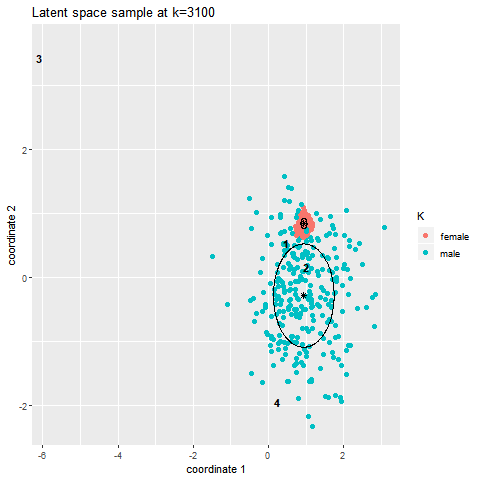 Latent space sample at k=3100
3
2
K
female
male
1
2
0
4
-2
-6
-4
-2
0
2
coordinate 1
coordinate 2